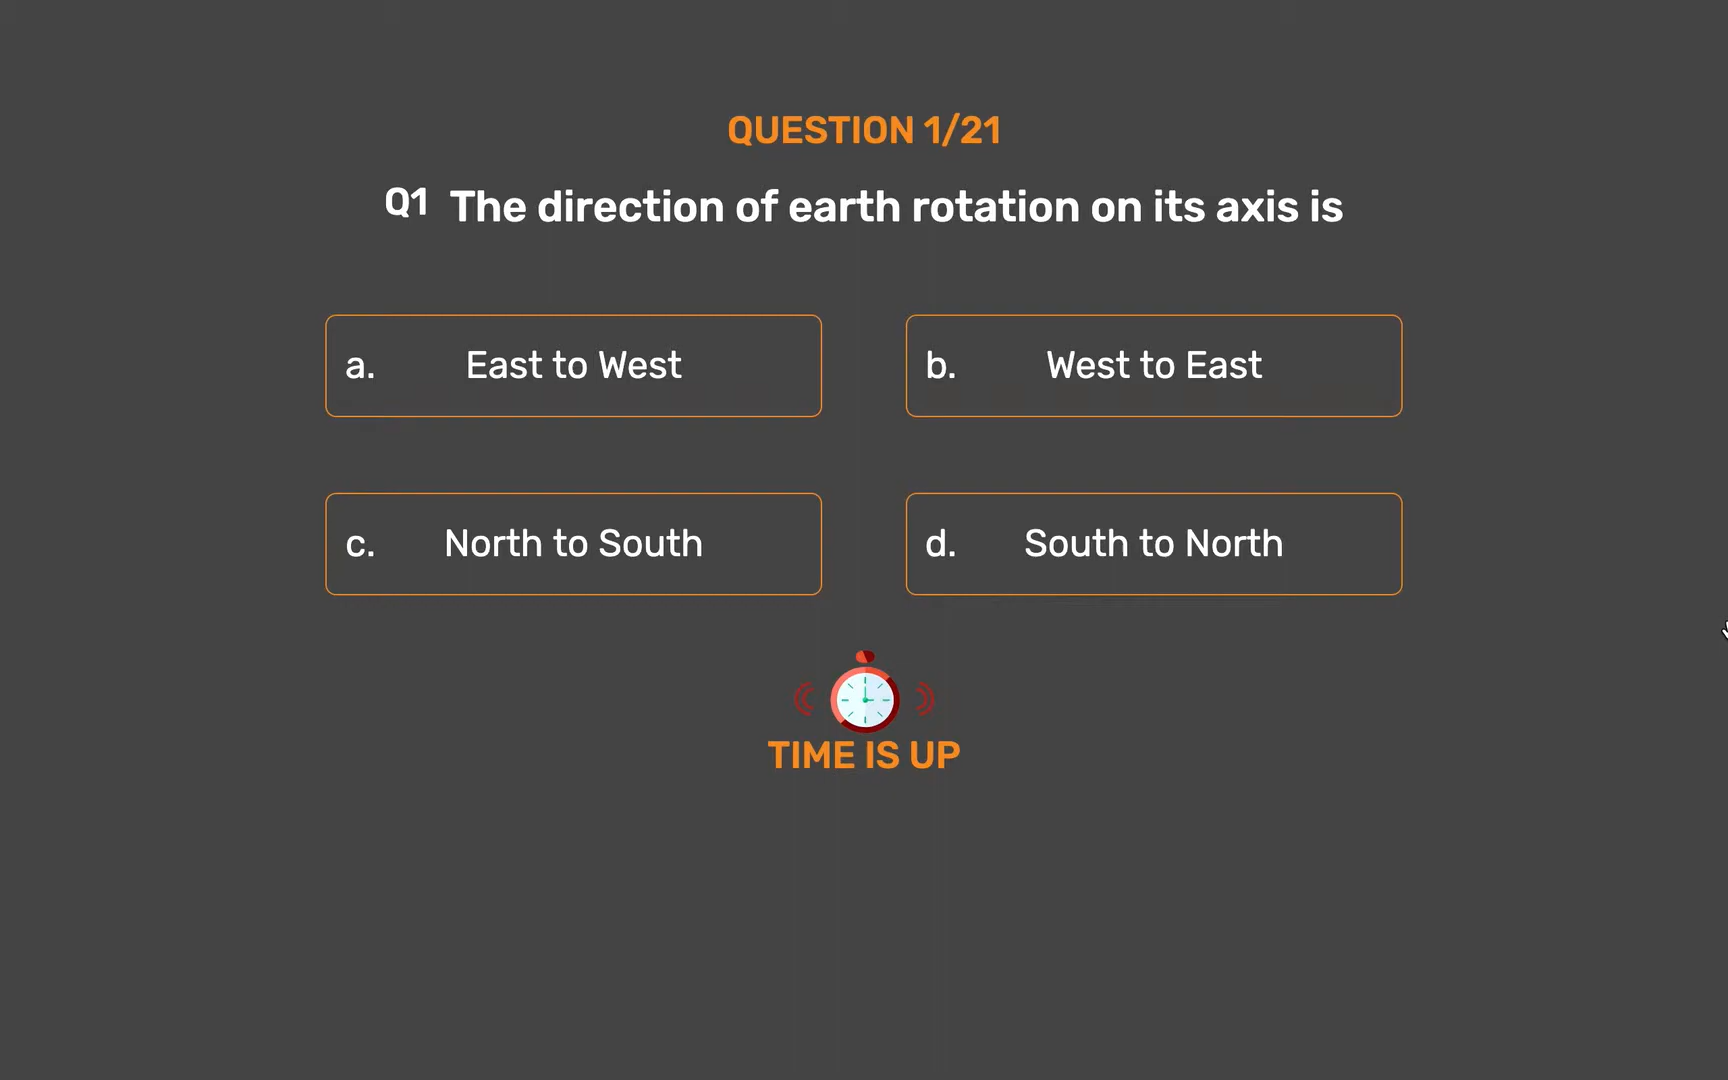 QUESTION 1/21
Q1 The direction of earth rotation on its axis is
a. East to West
b. West to East
c. North to South
d. South to North
TIME IS UP